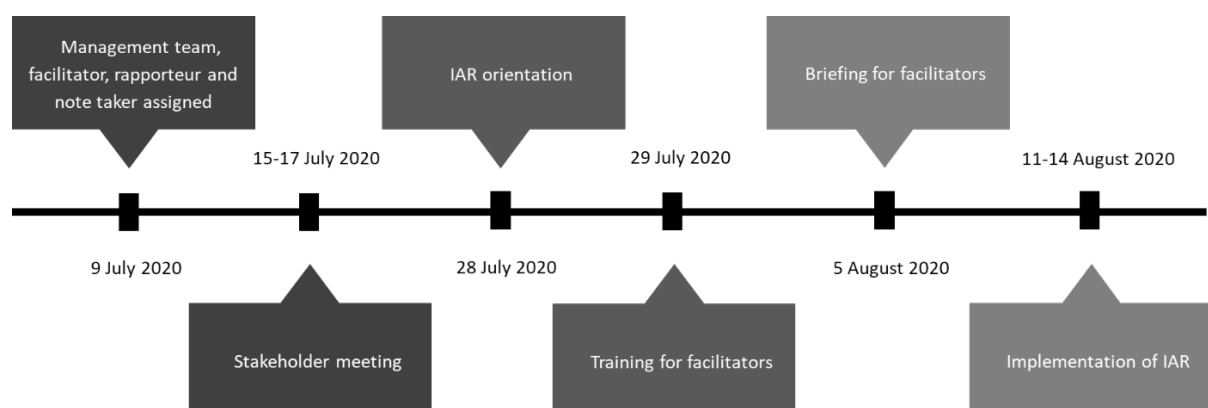 Management team,
facilitator, rapporteur and
note taker assigned
IAR orientation
Briefing for facilitators
15-17 July 2020
29 July 2020
11-14 August 2020
9 July 2020
28 July 2020
5 August 2020
Stakeholder meeting
Training for facilitators
Implementation of IAR